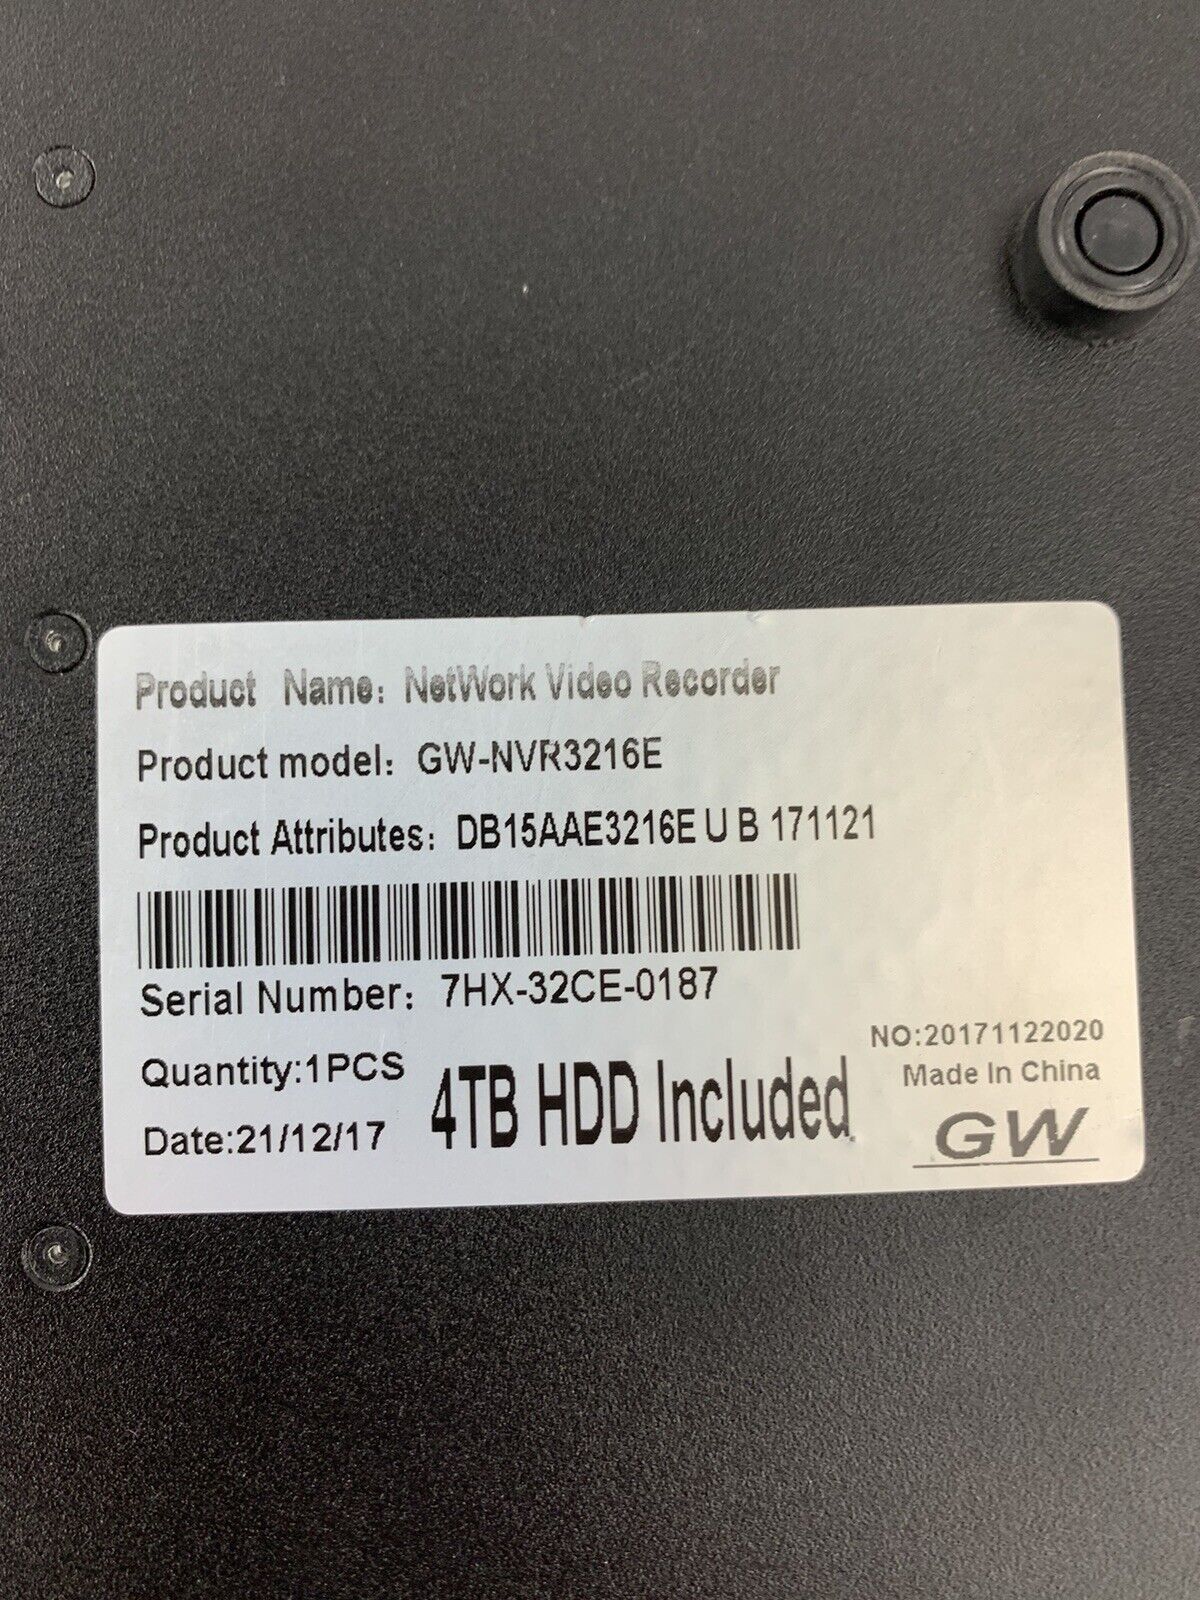 Product Name: NetWork Video Recorder
Product model: GW-NVR3216E
Product Attributes: DB15AAE3216E U B 171121
Serial Number: 7HX-32CE-0187
Quantity:1PCS
Date:21/12/17
4TB HDD Included
NO:20171122020
Made In China
GW